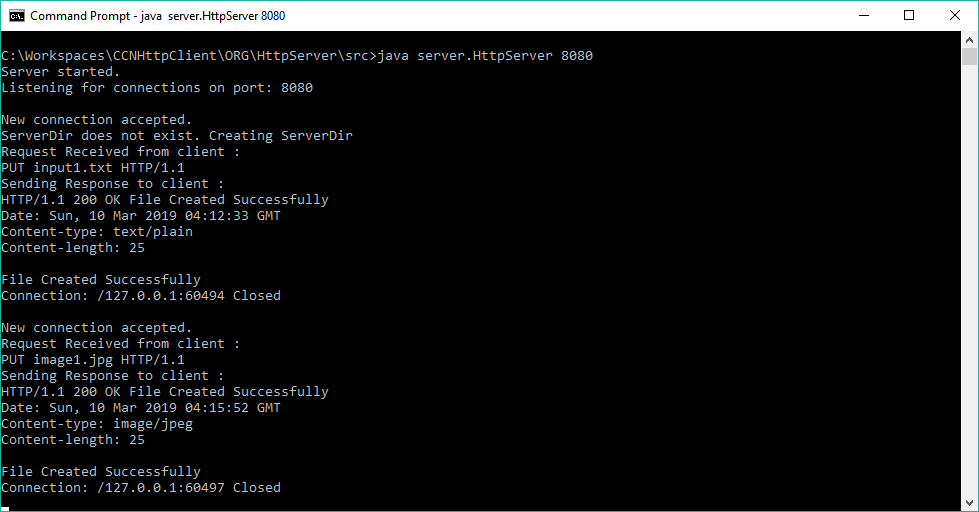 Command Prompt - java  server.HttpServer 8080
C:\Workspaces\CCNHttpClient\ORG\HttpServer\src>java server.HttpServer 8080
Server started.
Listening for connections on port: 8080
New connection accepted.
ServerDir does not exist. Creating ServerDir
Request Received from client :
PUT input1.txt HTTP/1.1
Sending Response to client :
HTTP/1.1 200 OK File Created Successfully
Date: Sun, 10 Mar 2019 04:12:33 GMT
Content-type: text/plain
Content-length: 25
File Created Successfully
Connection: /127.0.0.1:60494 Closed
New connection accepted.
Request Received from client :
PUT image1.jpg HTTP/1.1
Sending Response to client :
HTTP/1.1 200 OK File Created Successfully
Date: Sun, 10 Mar 2019 04:15:52 GMT
Content-type: image/jpeg
Content-length: 25
File Created Successfully
Connection: /127.0.0.1:60497 Closed